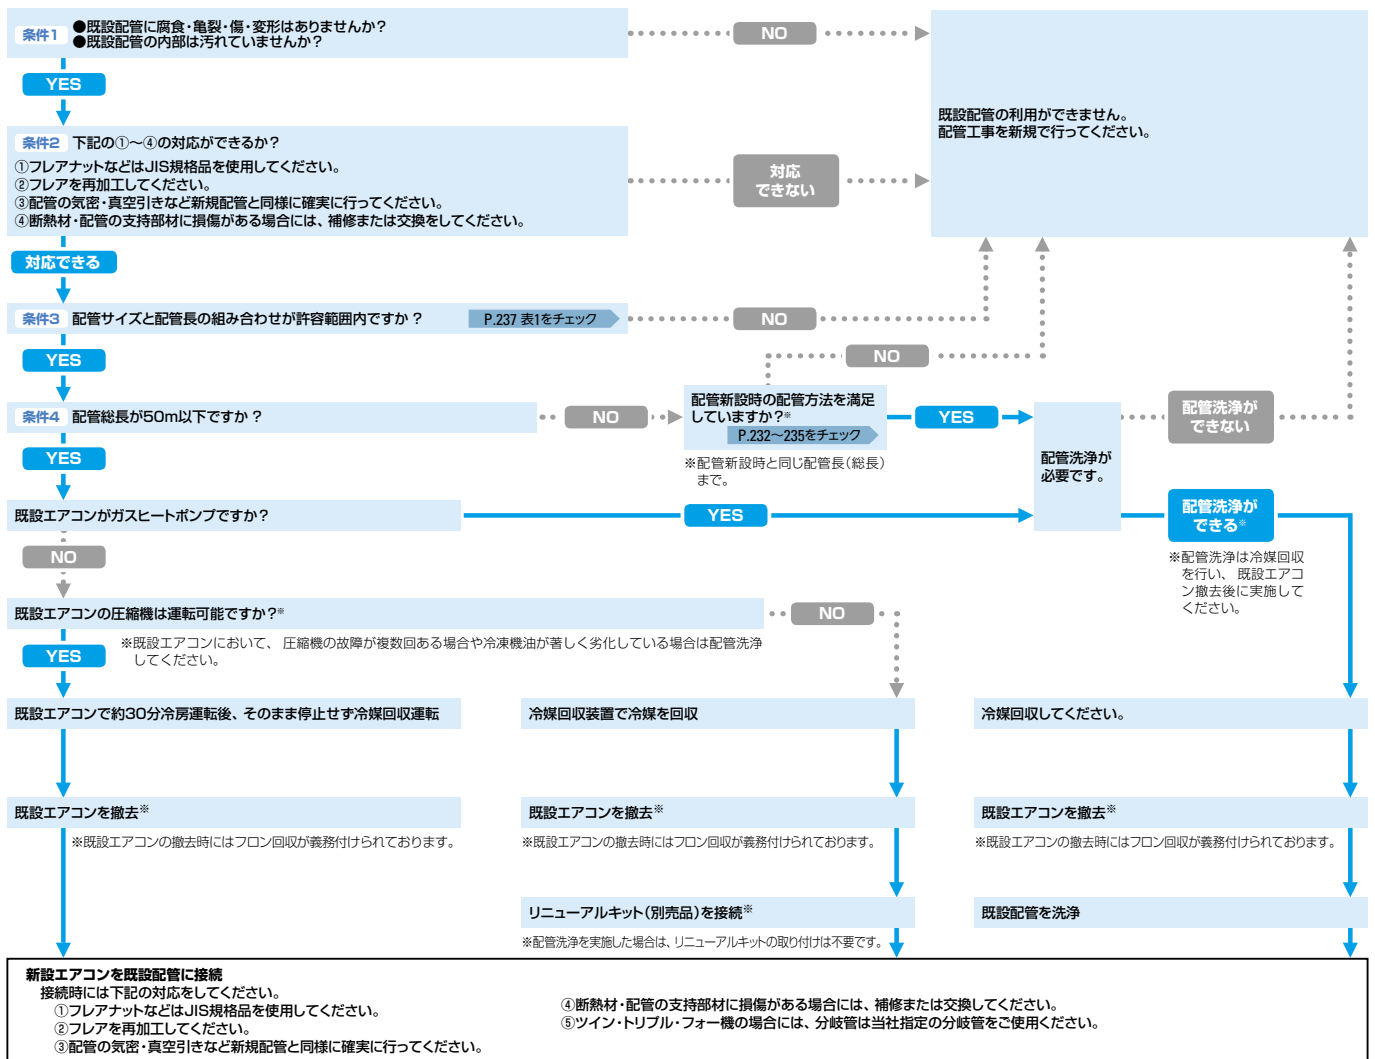 条件1 ●既設配管に腐食・亀裂・傷・変形はありませんか?
●既設配管の内部は汚れていませんか?
NO
YES
既設配管の利用ができません。
配管工事を新規で行ってください。
条件2 下記の①〜④の対応ができるか?
①フレアナットなどはJIS規格品を使用してください。
②フレアを再加工してください。
③配管の気密・真空引きなど新規配管と同様に確実に行ってください。
④断熱材・配管の支持部材に損傷がある場合には、補修または交換をしてください。
対応
できない
対応できる
条件3 配管サイズと配管長の組み合わせが許容範囲内ですか? P.237 表1をチェック
NO
YES
NO
条件4 配管総長が50m以下ですか?
NO
配管新設時の配管方法を満足
していますか?※
P.232〜235をチェック
※配管新設時と同じ配管長(総長)
まで。
YES
配管洗浄が
必要です。
配管洗浄が
できない
YES
既設エアコンがガスヒートポンプですか?
YES
配管洗浄が
できる※
※配管洗浄は冷媒回収
を行い、既設エアコ
ン撤去後に実施して
ください。
NO
既設エアコンの圧縮機は運転可能ですか?※
NO
YES
※既設エアコンにおいて、圧縮機の故障が複数回ある場合や冷凍機油が著しく劣化している場合は配管洗浄
してください。
既設エアコンで約30分冷房運転後、そのまま停止せず冷媒回収運転
冷媒回収装置で冷媒を回収
冷媒回収してください。
既設エアコンを撤去※
既設エアコンを撤去※
既設エアコンを撤去※
※既設エアコンの撤去時にはフロン回収が義務付けられております。
※既設エアコンの撤去時にはフロン回収が義務付けられております。
※既設エアコンの撤去時にはフロン回収が義務付けられております。
リニューアルキット(別売品)を接続※
既設配管を洗浄
※配管洗浄を実施した場合は、リニューアルキットの取り付けは不要です。
新設エアコンを既設配管に接続
接続時には下記の対応をしてください。
①フレアナットなどはJIS規格品を使用してください。
②フレアを再加工してください。
③配管の気密・真空引きなど新規配管と同様に確実に行ってください。
④断熱材・配管の支持部材に損傷がある場合には、補修または交換してください。
⑤ツイン・トリプル・フォー機の場合には、分岐管は当社指定の分岐管をご使用ください。